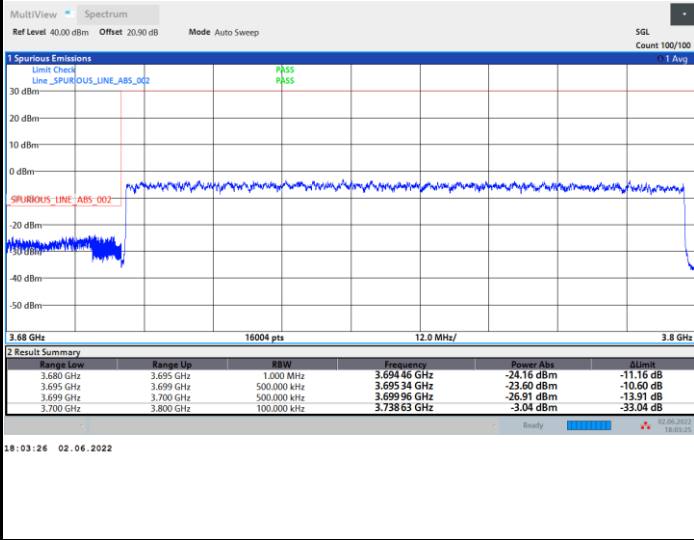 MultiView Spectrum
Ref Level 40.00 dBm Offset 20.90 dB Mode Auto Sweep SGL
Count 100/100
1 Spurious Emissions 1 Avg
Limit Check PASS
Line _SPURIOUS_LINE_ABS_002 PASS
30 dBm
20 dBm
10 dBm
0 dBm
_SPURIOUS_LINE_ABS_002
-20 dBm
-30 dBm
-40 dBm
-50 dBm
3.68 GHz 16004 pts 12.0 MHz/ 3.8 GHz
2 Result Summary
Range Low Range Up RBW Frequency Power Abs ΔLimit
3.680 GHz 3.695 GHz 1.000 MHz 3.694 46 GHz -24.16 dBm -11.16 dB
3.695 GHz 3.699 GHz 500.000 kHz 3.695 34 GHz -23.60 dBm -10.60 dB
3.699 GHz 3.700 GHz 500.000 kHz 3.699 96 GHz -26.91 dBm -13.91 dB
3.700 GHz 3.800 GHz 100.000 kHz 3.738 63 GHz -3.04 dBm -33.04 dB
Ready 02.06.2022
18:03:25
18:03:26 02.06.2022